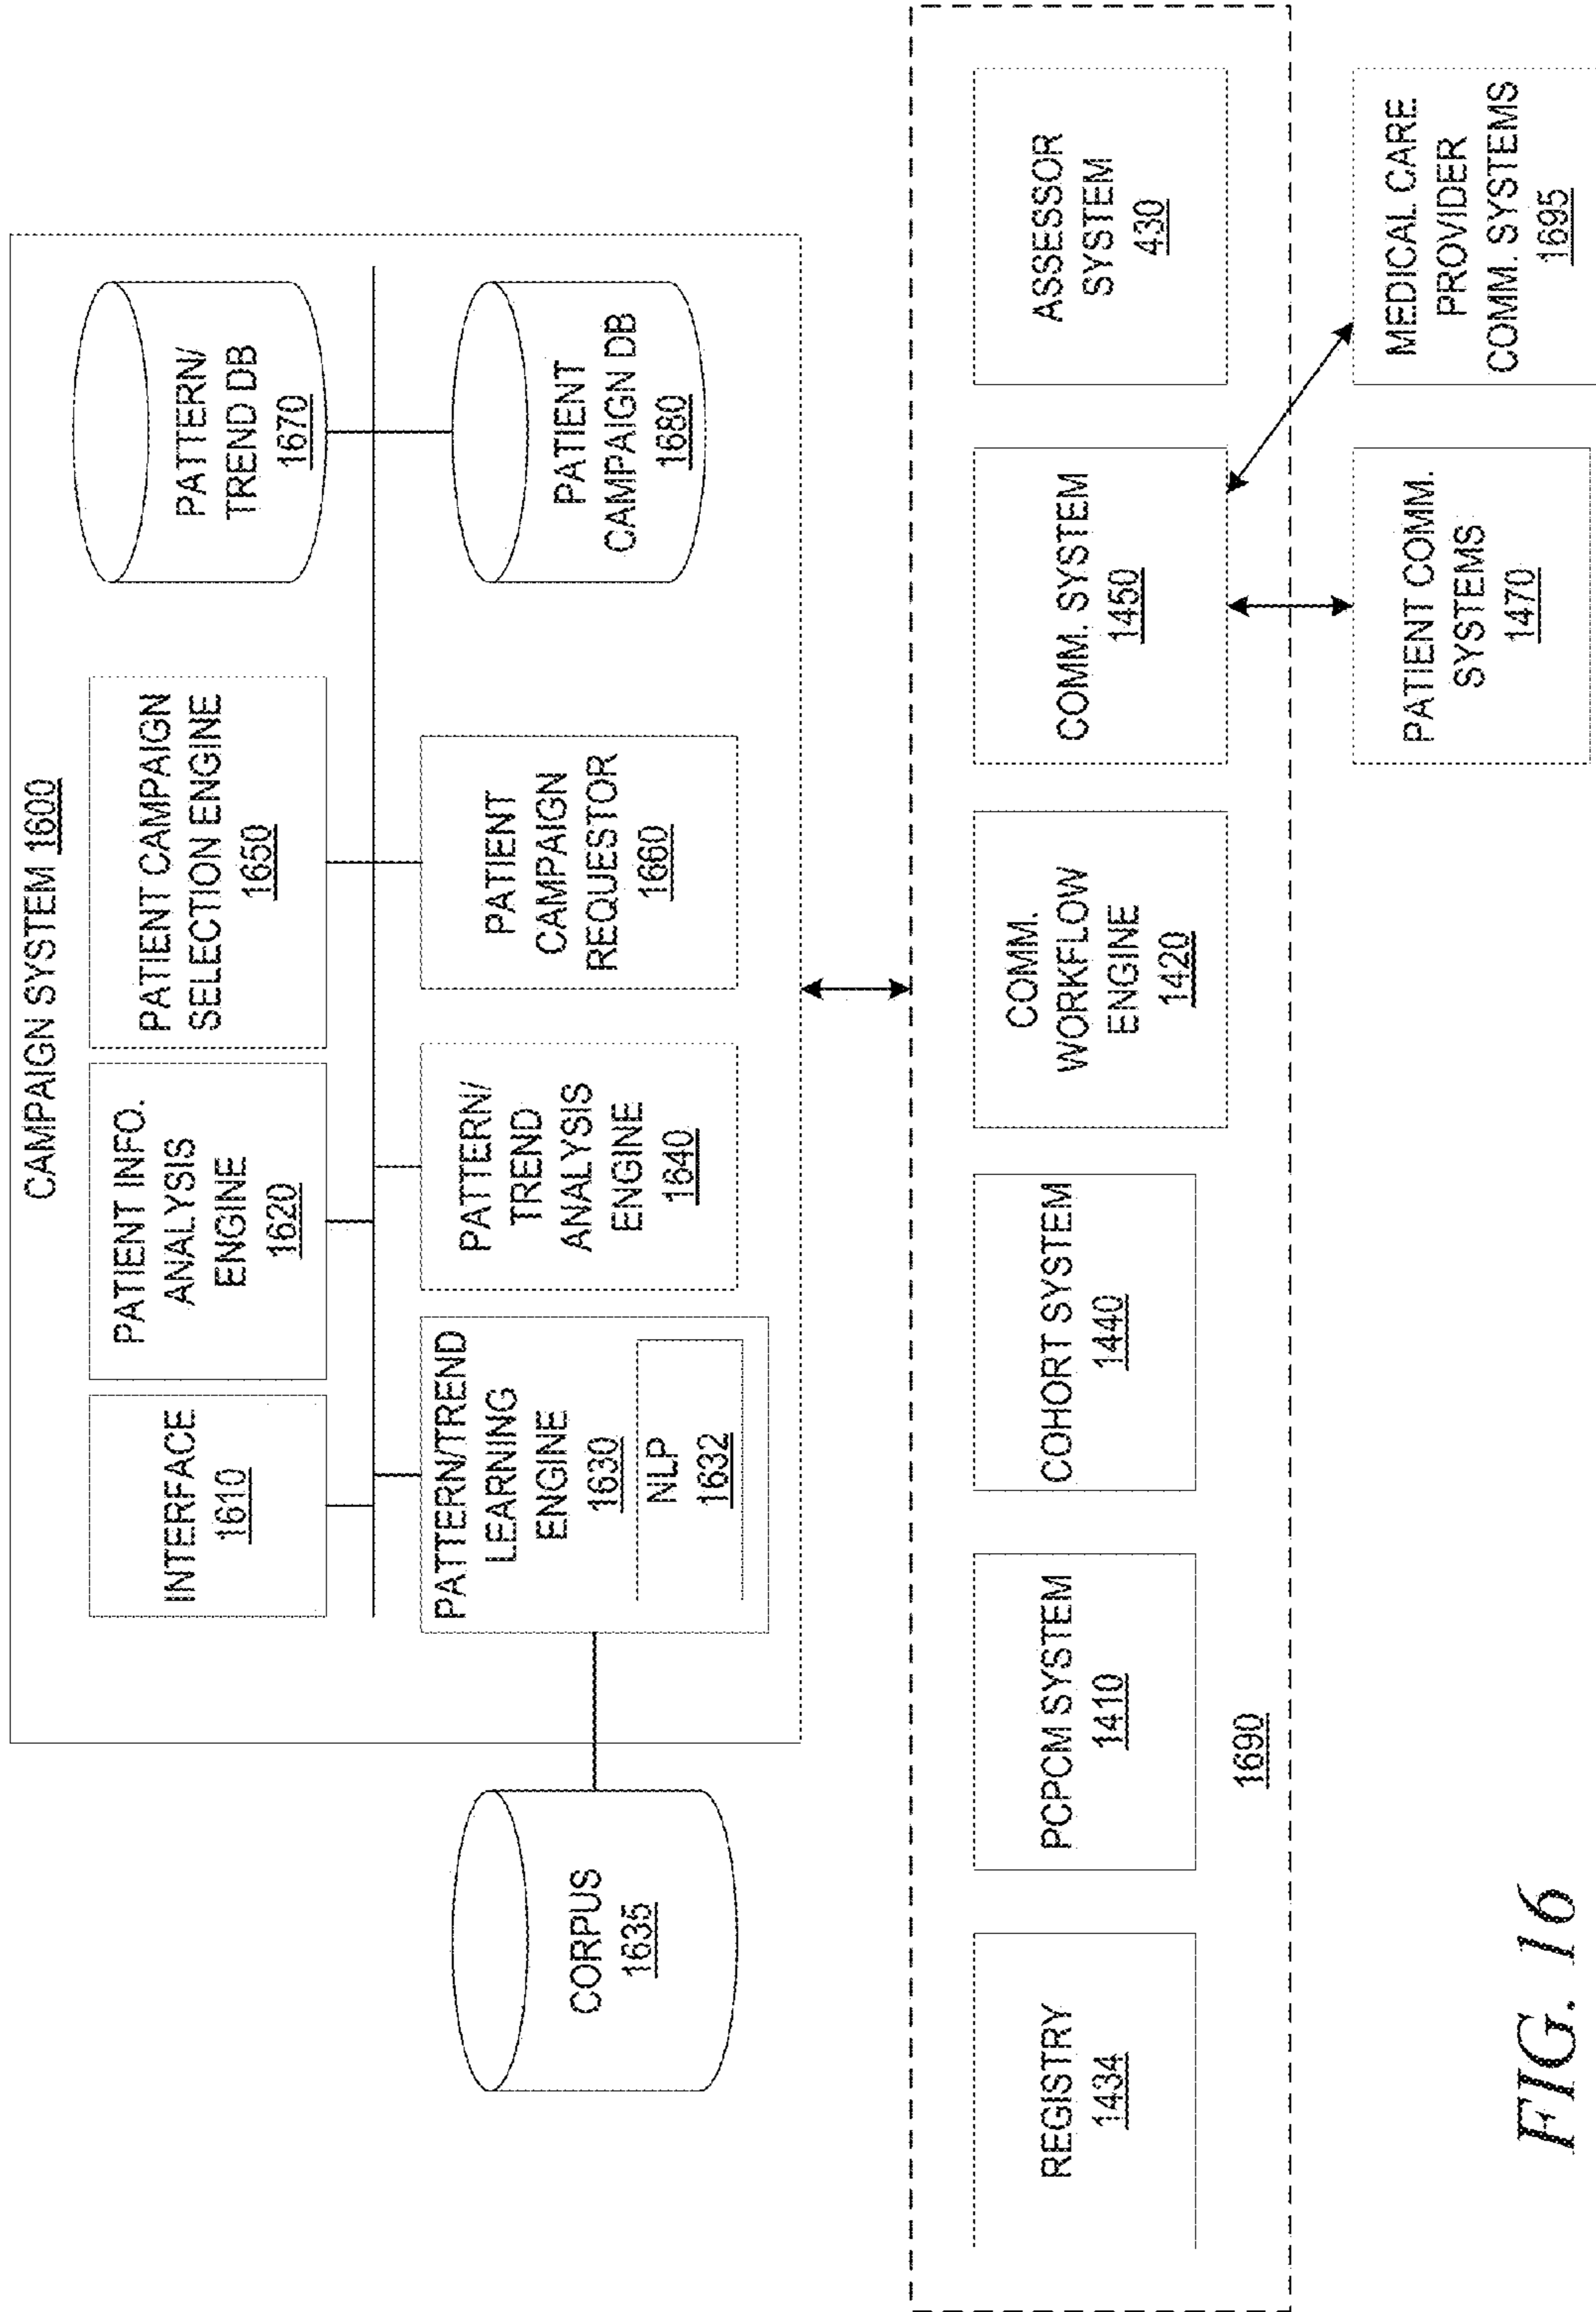 CAMPAIGN SYSTEM 1600
INTERFACE
1610
PATIENT INFO.
ANALYSIS
ENGINE
1620
PATIENT CAMPAIGN
SELECTION ENGINE
1650
PATTERN/
TREND DB
1670
PATTERN/TREND
LEARNING
ENGINE
1630
NLP
1632
PATTERN/
TREND
ANALYSIS
ENGINE
1640
PATIENT
CAMPAIGN
REQUESTOR
1660
PATIENT
CAMPAIGN DB
1680
CORPUS
1635
REGISTRY
1434
PCPCM SYSTEM
1410
COHORT SYSTEM
1440
COMM.
WORKFLOW
ENGINE
1420
COMM. SYSTEM
1450
ASSESSOR
SYSTEM
430
1690
PATIENT COMM.
SYSTEMS
1470
MEDICAL CARE
PROVIDER
COMM. SYSTEMS
1695
FIG. 16